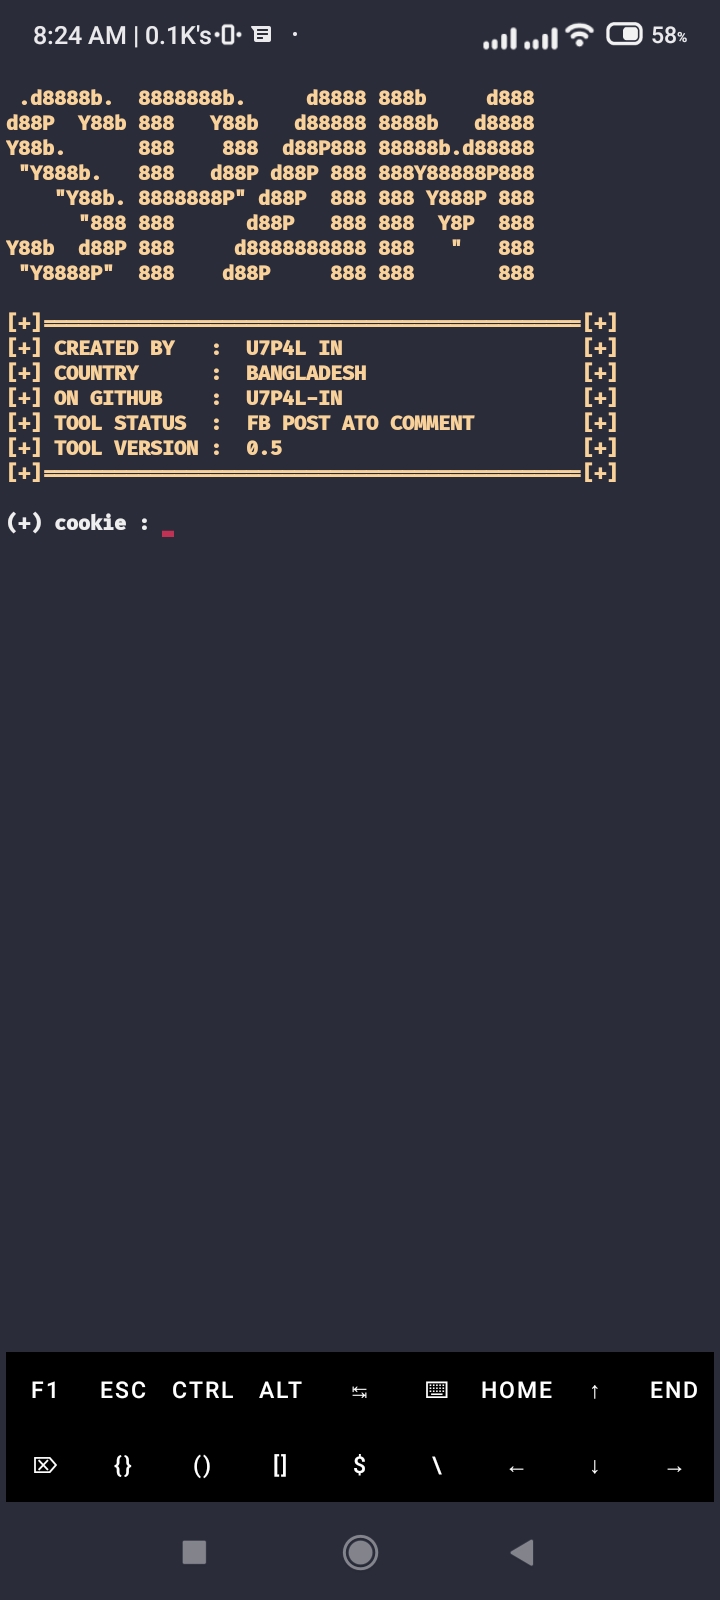 8:24 AM | 0.1K's 58%
 .d8888b.  8888888b.     d8888 888b     d888
d88P  Y88b 888   Y88b   d88888 8888b   d8888
Y88b.      888    888  d88P888 88888b.d88888
 "Y888b.   888   d88P d88P 888 888Y88888P888
    "Y88b. 8888888P" d88P  888 888 Y888P 888
      "888 888      d88P   888 888  Y8P  888
Y88b  d88P 888     d8888888888 888   "   888
 "Y8888P"  888    d88P     888 888       888
[+]═════════════════════════════════════════════[+]
[+] CREATED BY   :  U7P4L IN                    [+]
[+] COUNTRY      :  BANGLADESH                  [+]
[+] ON GITHUB    :  U7P4L-IN                    [+]
[+] TOOL STATUS  :  FB POST ATO COMMENT         [+]
[+] TOOL VERSION :  0.5                         [+]
[+]═════════════════════════════════════════════[+]
(+) cookie :
F1 ESC CTRL ALT ↹ ⌨ HOME ↑ END
⌦ {} () [] $ \ ← ↓ →